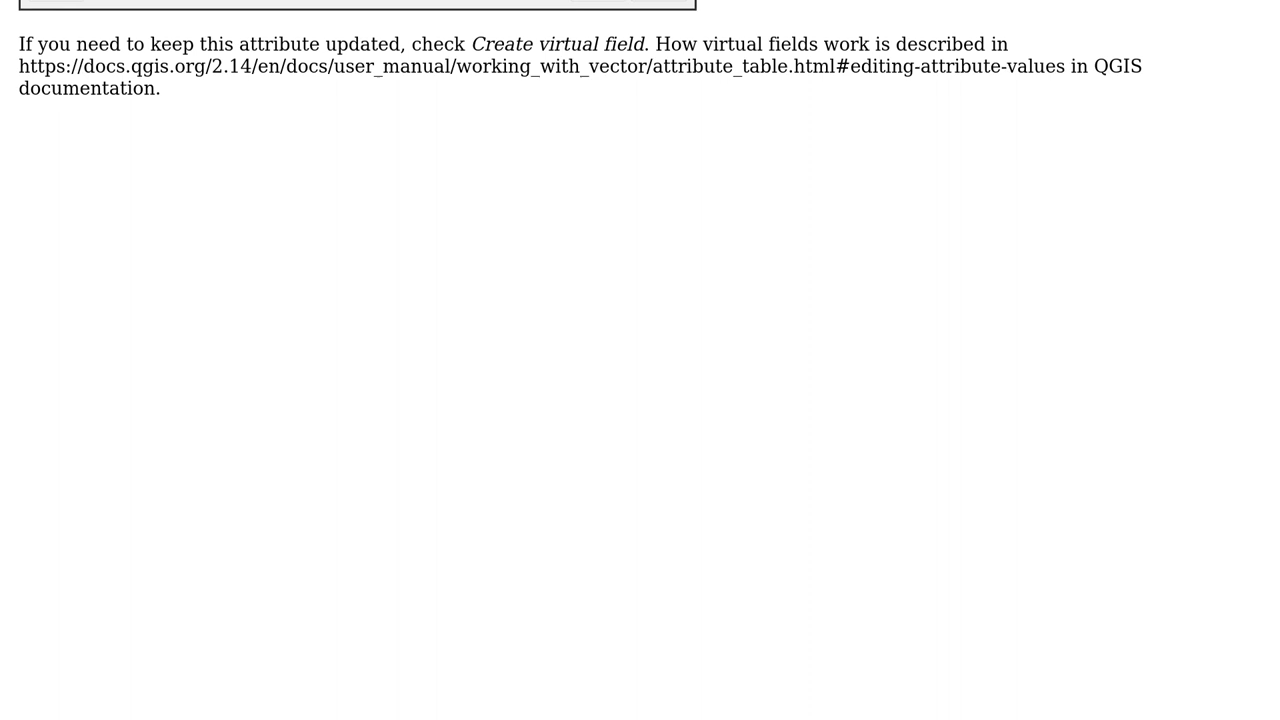 If you need to keep this attribute updated, check Create virtual field. How virtual fields work is described in
https://docs.qgis.org/2.14/en/docs/user_manual/working_with_vector/attribute_table.html#editing-attribute-values in QGIS
documentation.